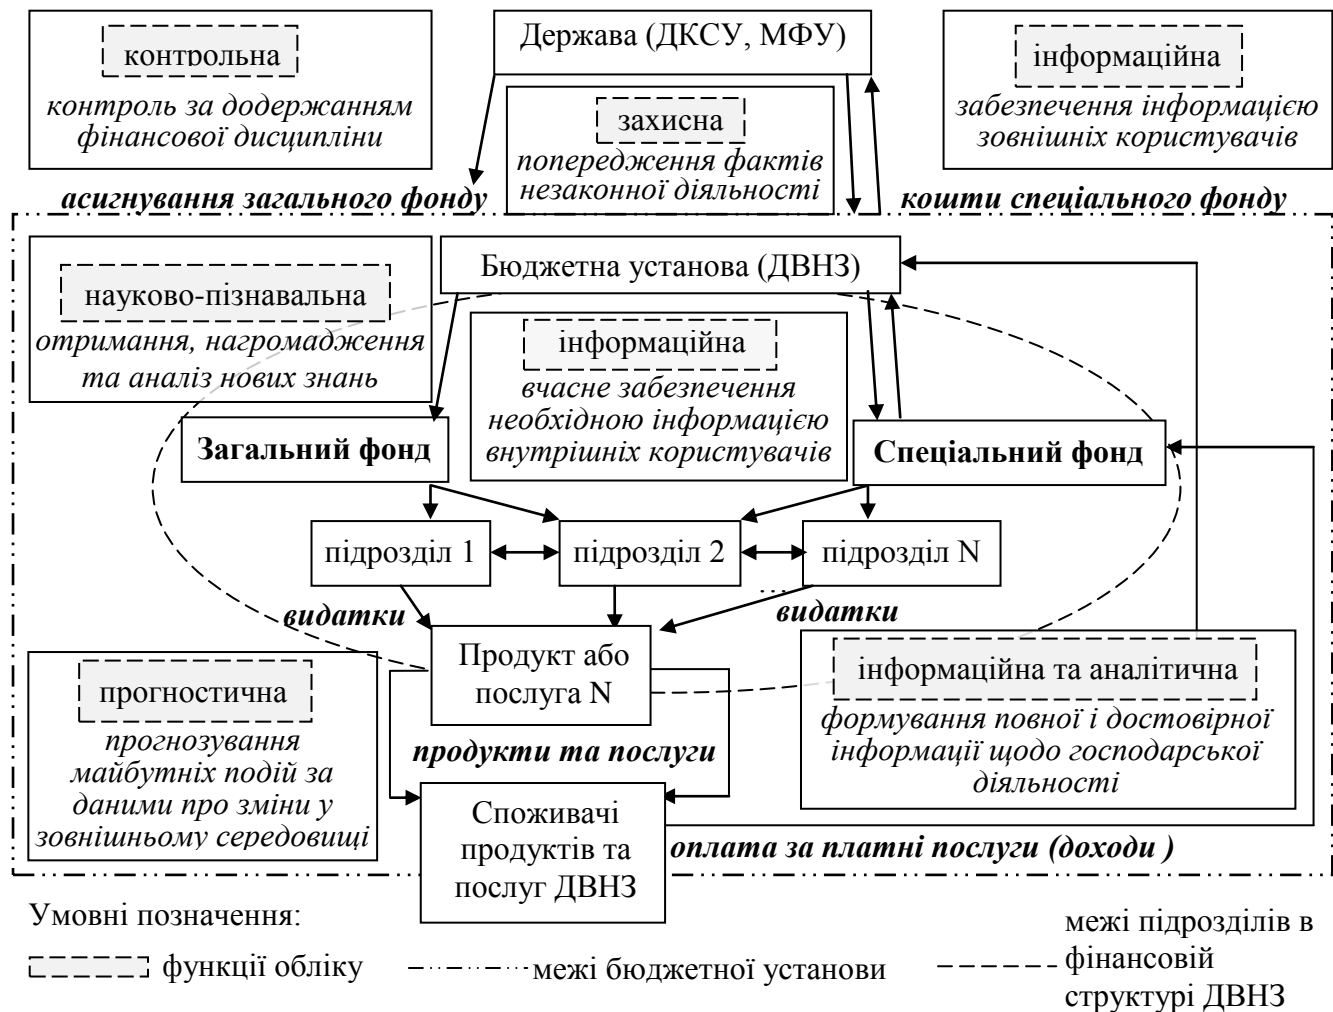 контрольна
контроль за додержанням
фінансової дисципліни
Держава (ДКСУ, МФУ)
захисна
попередження фактів
незаконної діяльності
інформаційна
забезпечення інформацією
зовнішніх користувачів
асигнування загального фонду
кошти спеціального фонду
науково-пізнавальна
отримання, нагромадження
та аналіз нових знань
Бюджетна установа (ДВНЗ)
інформаційна
вчасне забезпечення
необхідною інформацією
внутрішніх користувачів
Загальний фонд
Спеціальний фонд
підрозділ 1
підрозділ 2
підрозділ N
...
видатки
видатки
Продукт або
послуга N
прогностична
прогнозування
майбутніх подій за
даними про зміни у
зовнішньому середовищі
інформаційна та аналітична
формування повної і достовірної
інформації щодо господарської
діяльності
продукти та послуги
Споживачі
продуктів та
послуг ДВНЗ
оплата за платні послуги (доходи )
Умовні позначення:
функції обліку
межі бюджетної установи
межі підрозділів в
фінансовій
структурі ДВНЗ